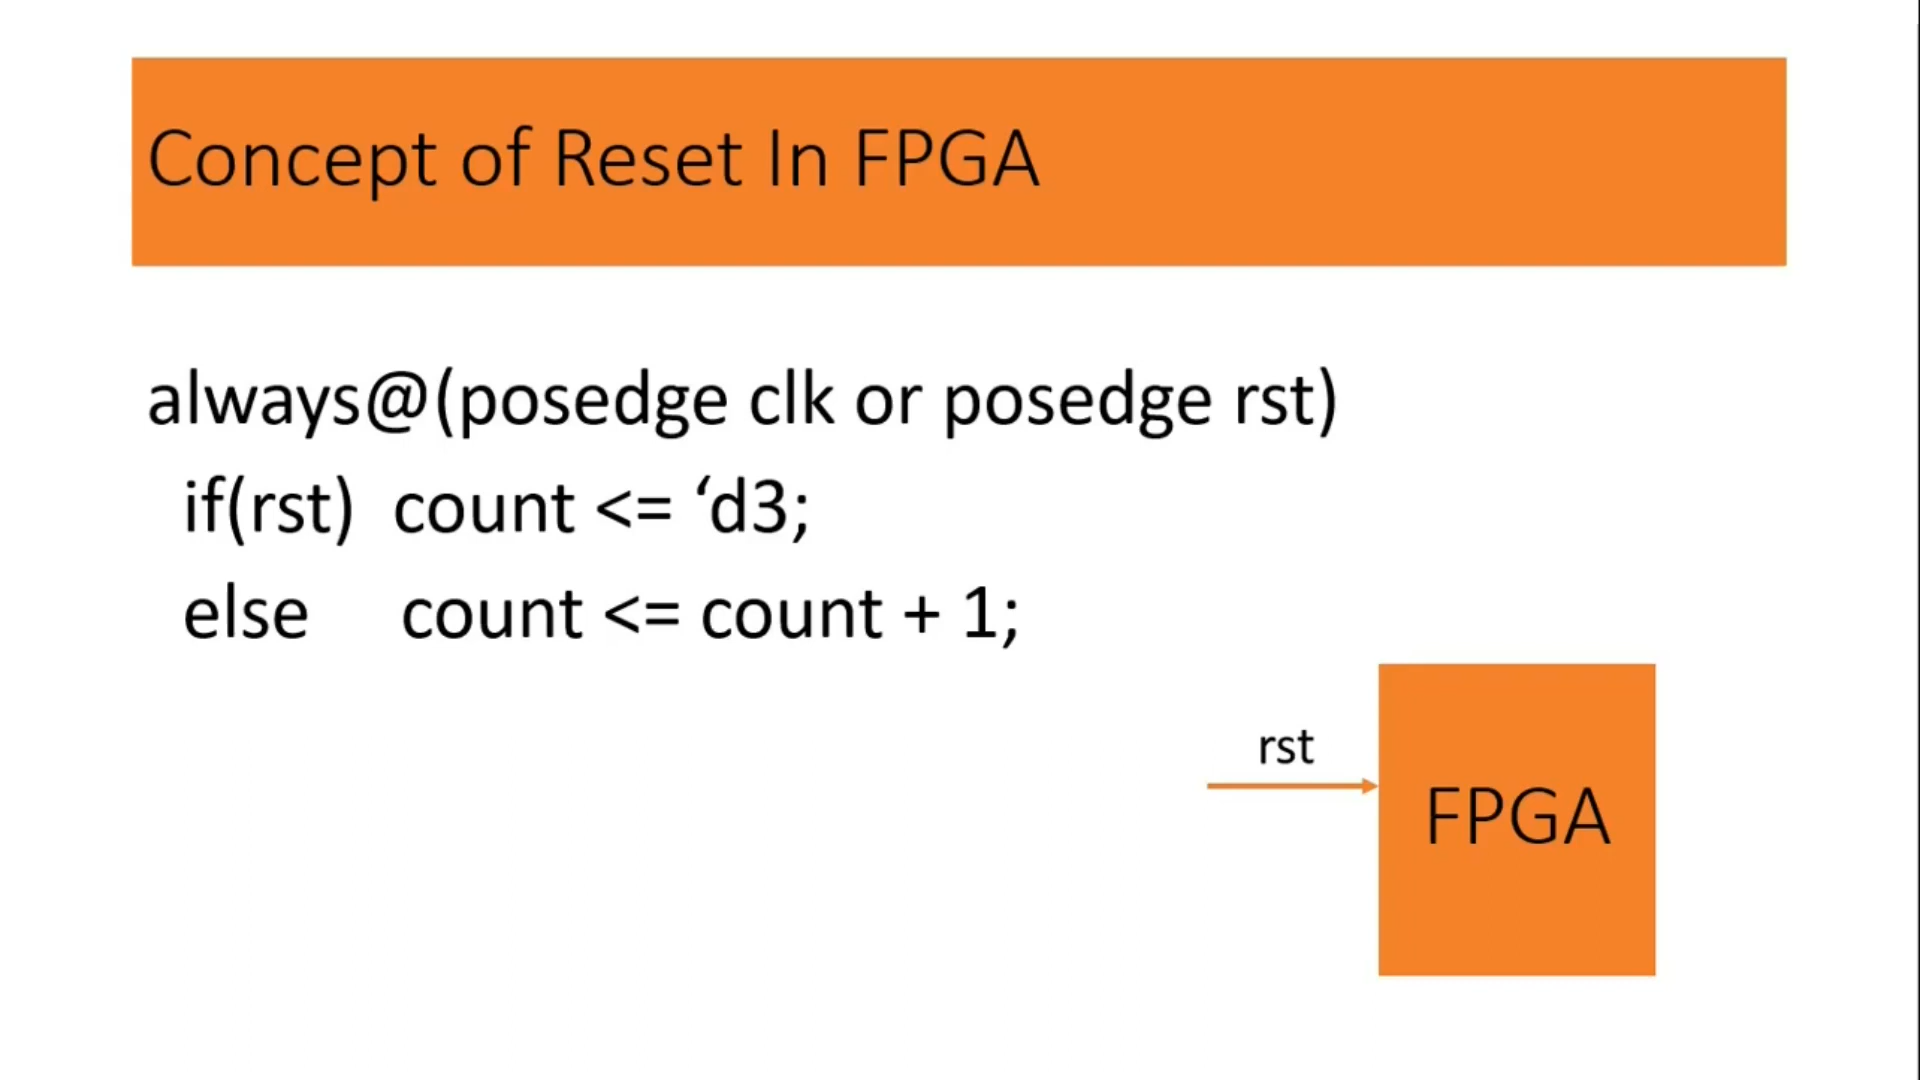 Concept of Reset In FPGA
always@(posedge clk or posedge rst)
if(rst) count <= ‘d3;
else count <= count + 1;
rst
FPGA